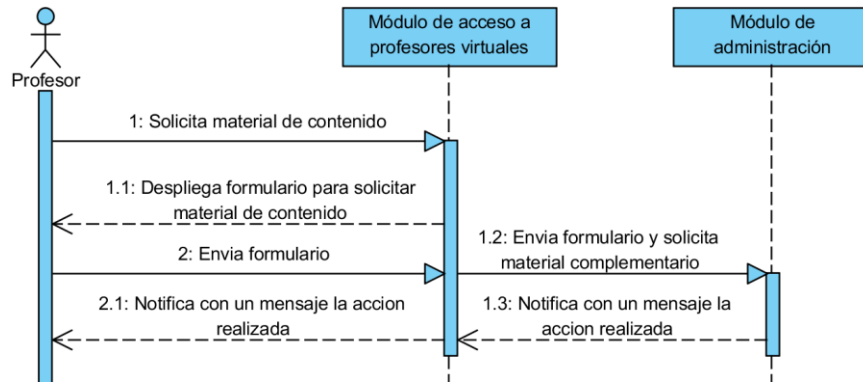 Módulo de acceso a
profesores virtuales
Módulo de
administración
Profesor
1: Solicita material de contenido
1.1: Despliega formulario para solicitar
material de contenido
2: Envia formulario
1.2: Envia formulario y solicita
material complementario
2.1: Notifica con un mensaje la accion
realizada
1.3: Notifica con un mensaje la
accion realizada